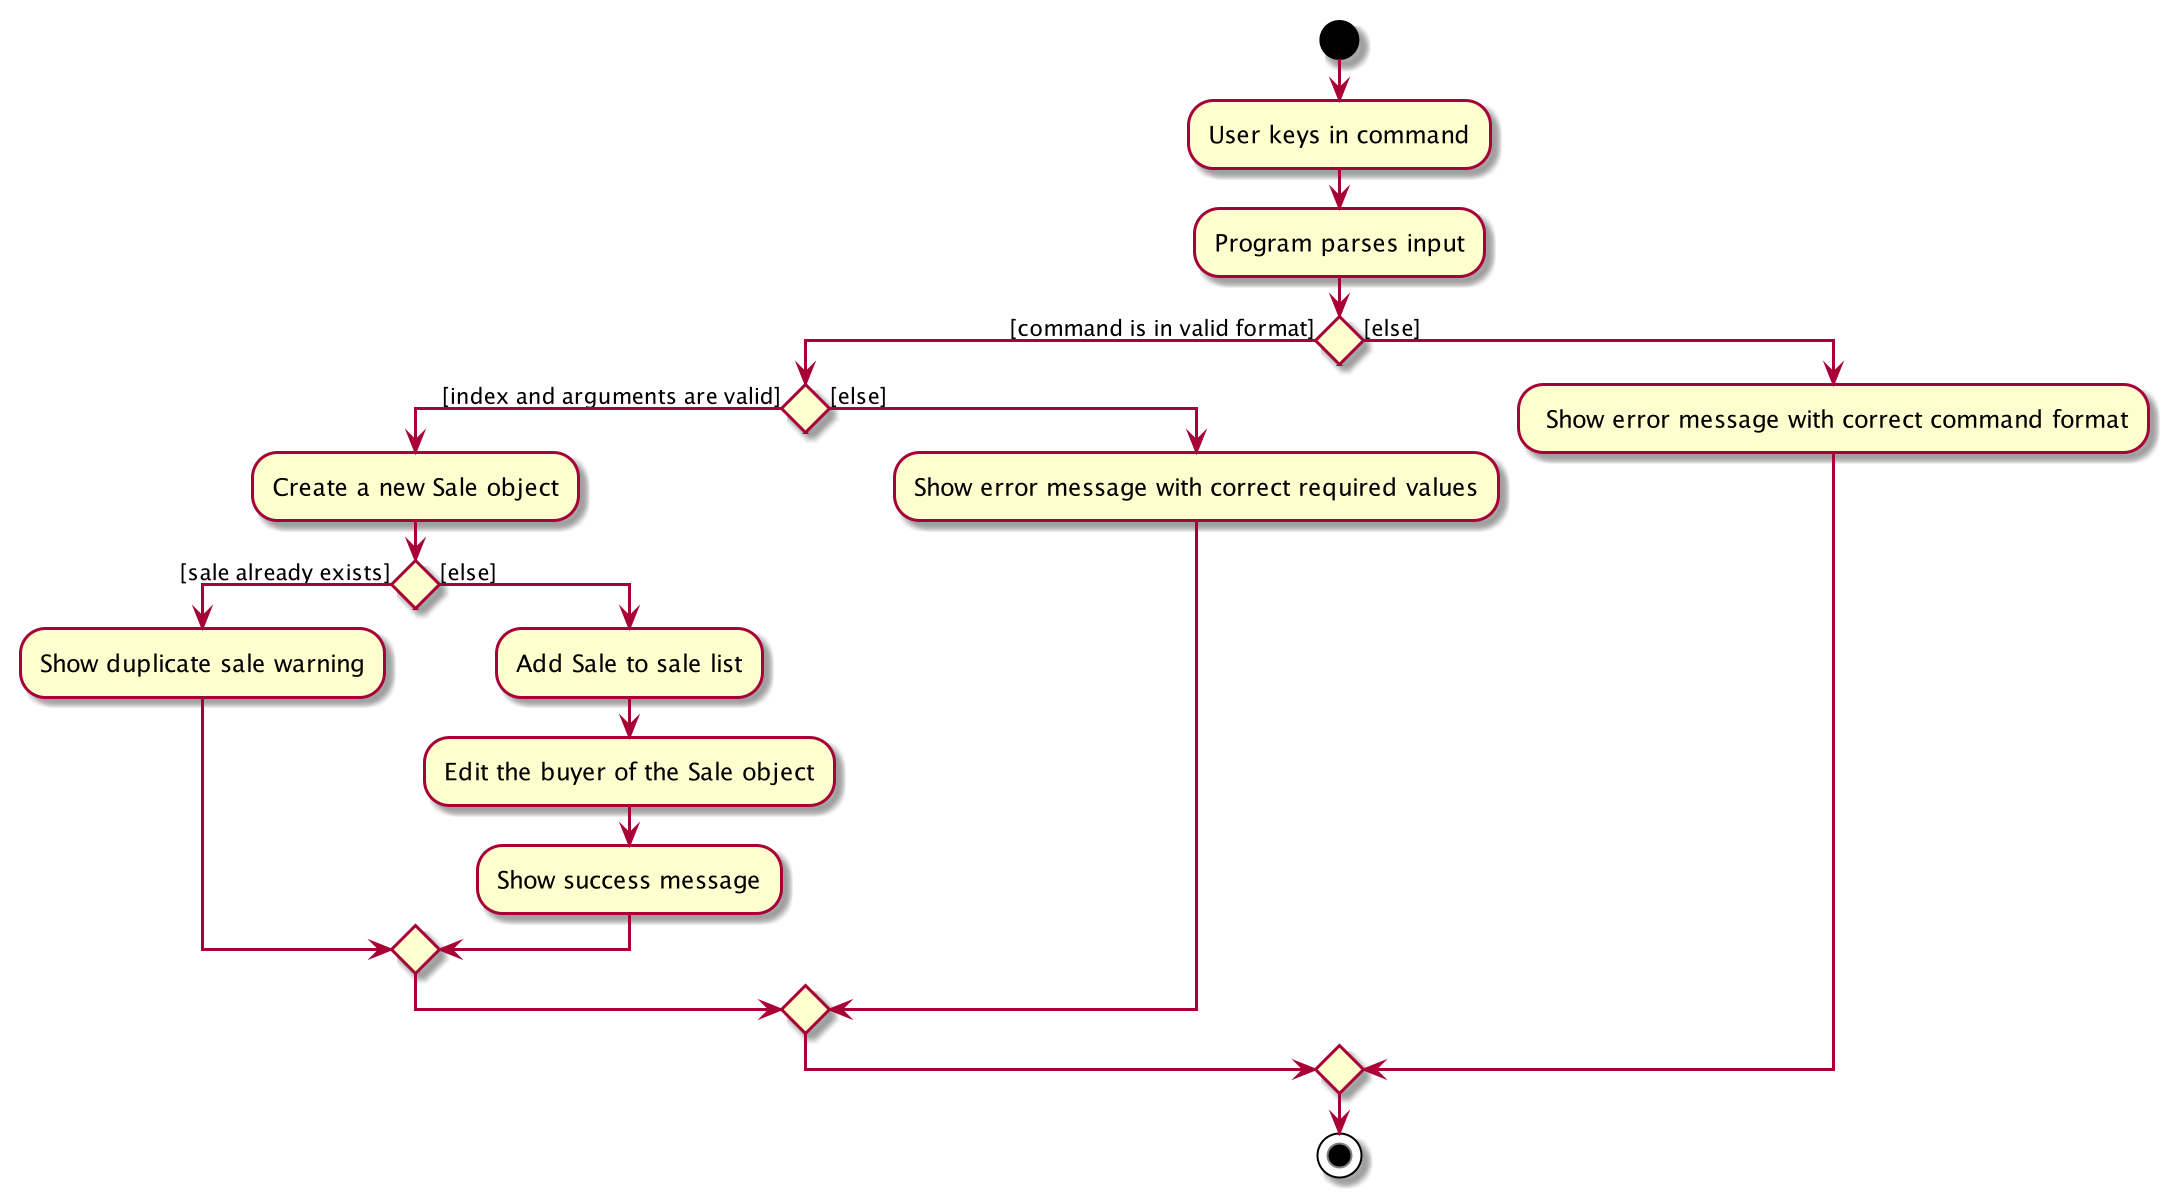 User keys in command
Program parses input
[command is in valid format]
[else]
[index and arguments are valid]
[else]
Show error message with correct command format
Create a new Sale object
Show error message with correct required values
[sale already exists]
[else]
Show duplicate sale warning
Add Sale to sale list
Edit the buyer of the Sale object
Show success message